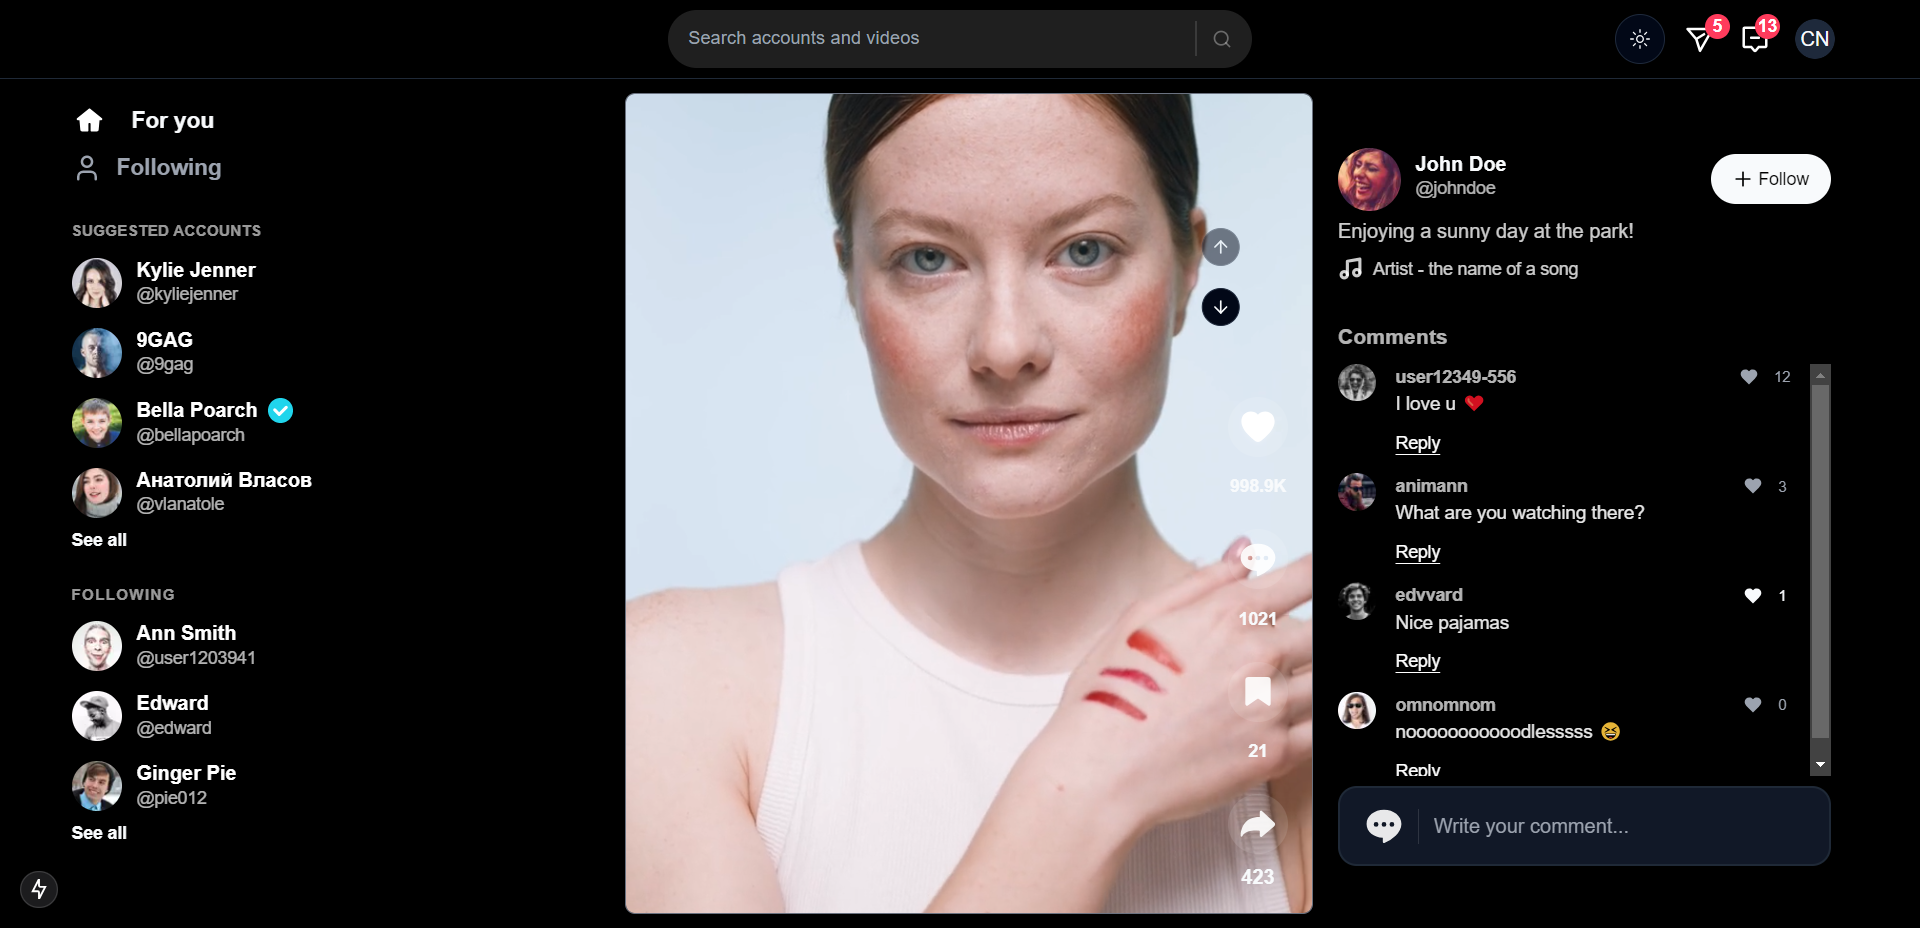 Search accounts and videos
5
13
CN
For you
Following
SUGGESTED ACCOUNTS
Kylie Jenner
@kyliejenner
9GAG
@9gag
Bella Poarch
@bellapoarch
Анатолий Власов
@vlanatole
See all
FOLLOWING
Ann Smith
@user1203941
Edward
@edward
Ginger Pie
@pie012
See all
998.9K
1021
21
423
John Doe
@johndoe
+ Follow
Enjoying a sunny day at the park!
Artist - the name of a song
Comments
user12349-556
12
I love u ❤️
Reply
animann
3
What are you watching there?
Reply
edvvard
1
Nice pajamas
Reply
omnomnom
0
nooooooooooodlesssss 😆
Reply
Write your comment...